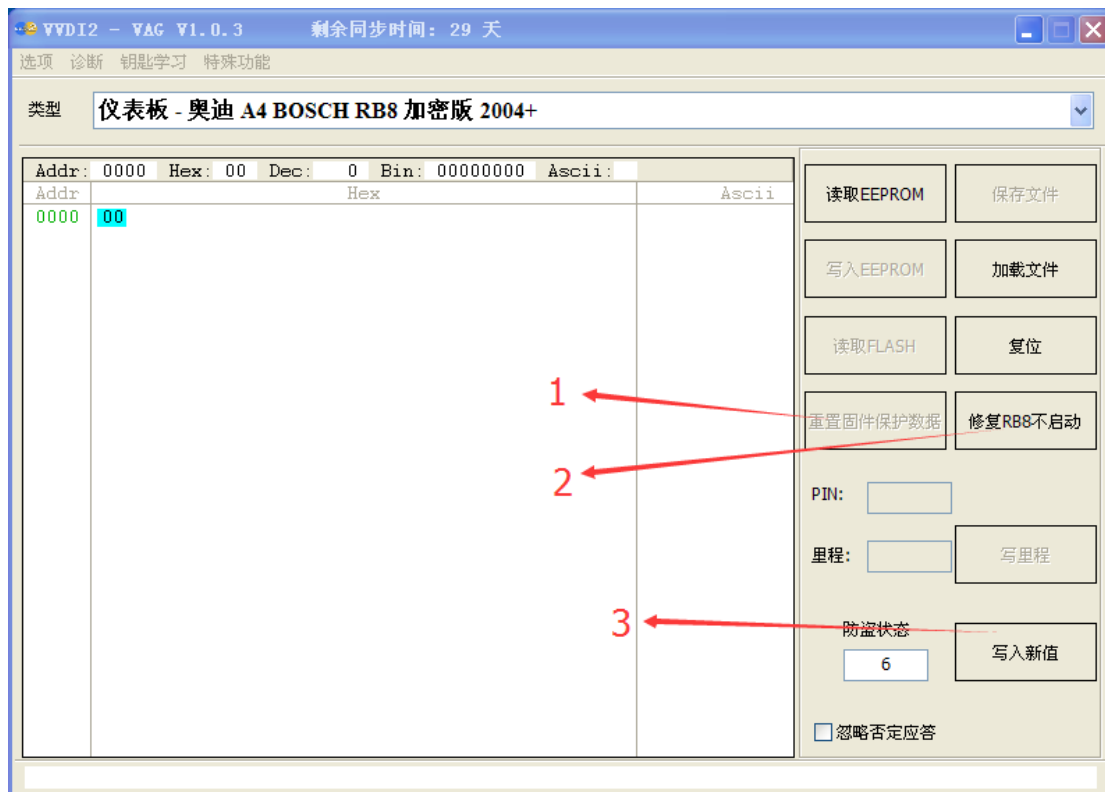 VVDI2 - VAG V1.0.3 剩余同步时间: 29 天
选项 诊断 钥匙学习 特殊功能
类型 仪表板 - 奥迪 A4 BOSCH RB8 加密版 2004+
Addr: 0000 Hex: 00 Dec: 0 Bin: 00000000 Ascii:
Addr Hex Ascii
0000 00
读取EEPROM 保存文件
写入EEPROM 加载文件
读取FLASH 复位
1
重置固件保护数据 修复RB8不启动
2
PIN:
里程: 写里程
3
防盗状态
6 写入新值
忽略否定应答